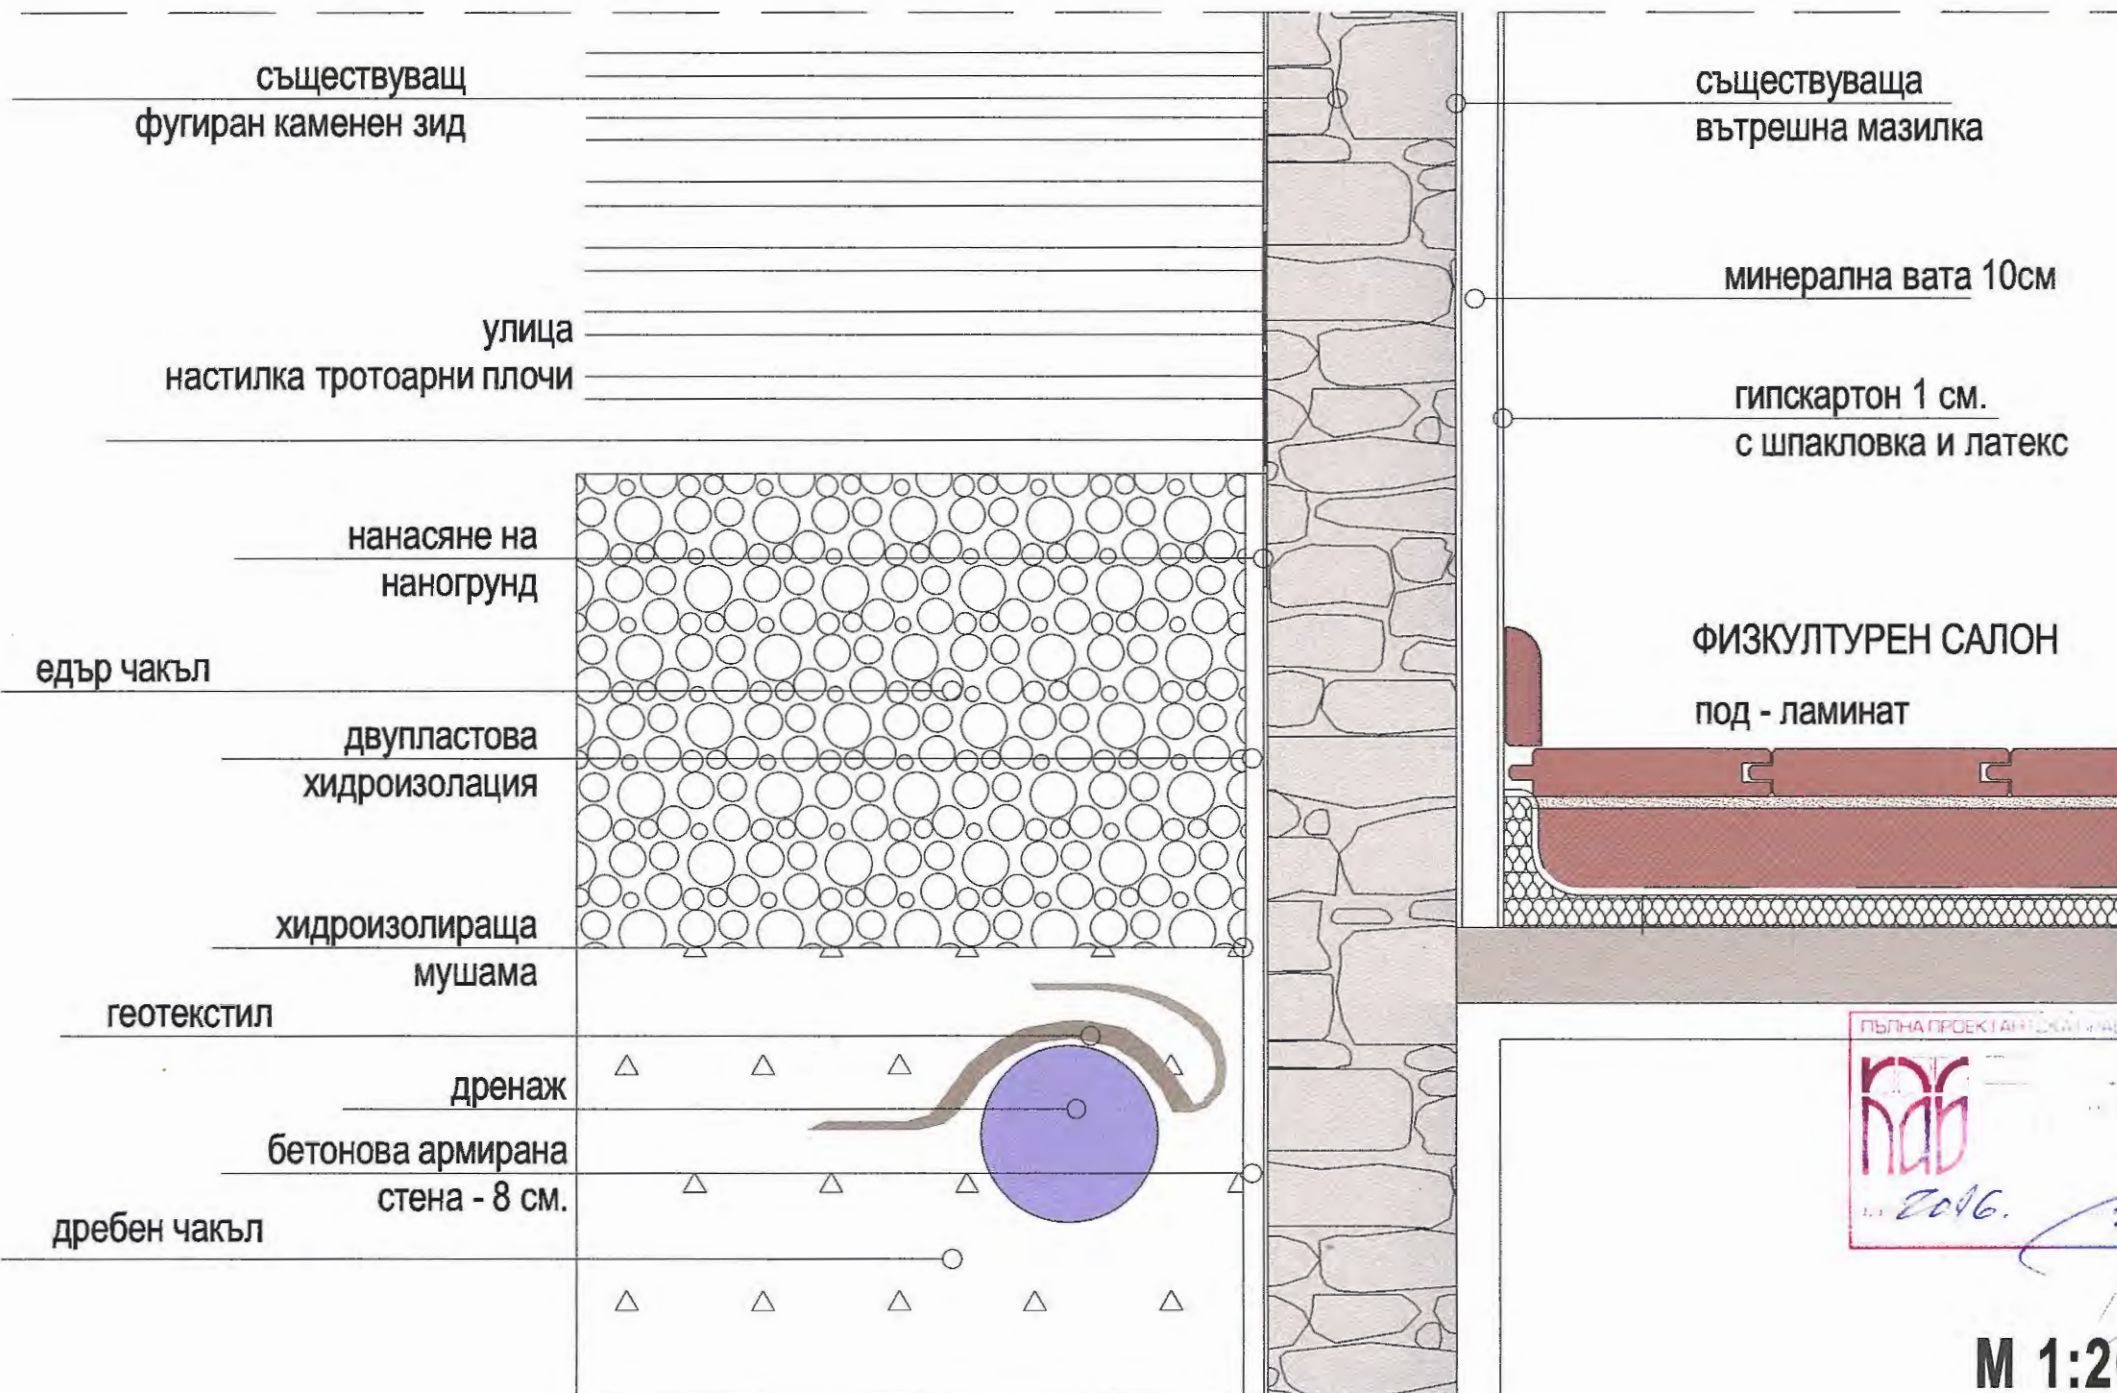 съществуващ
фугиран каменен зид
улица
настилка тротоарни плочи
нанасяне на
наногрунд
едър чакъл
двупластова
хидроизолация
хидроизолираща
мушама
геотекстил
дренаж
бетонова армирана
стена - 8 см.
дребен чакъл
съществуваща
вътрешна мазилка
минерална вата 10см
гипскартон 1 см.
с шпакловка и латекс
ФИЗКУЛТУРЕН САЛОН
под - ламинат
ПЪЛНА
2016.
М 1:2